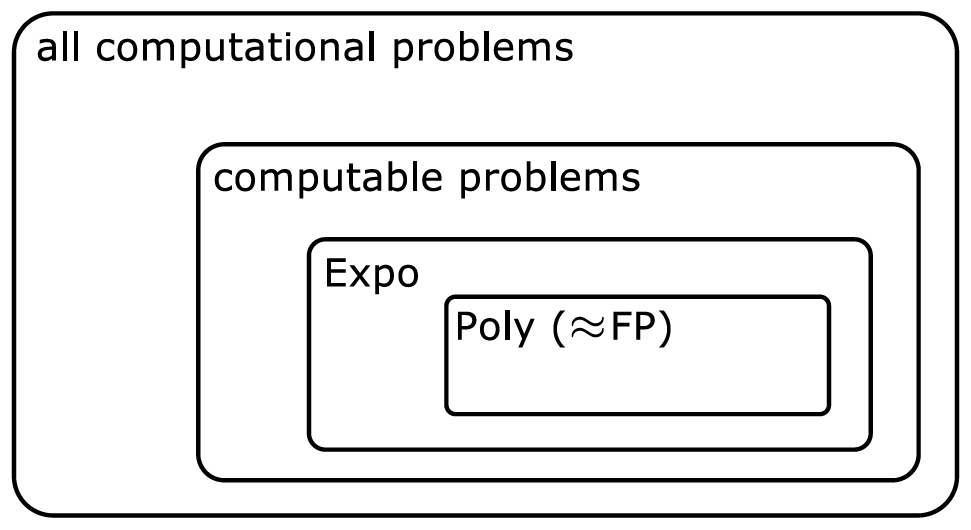 all computational problems
computable problems
Expo
Poly (≈FP)